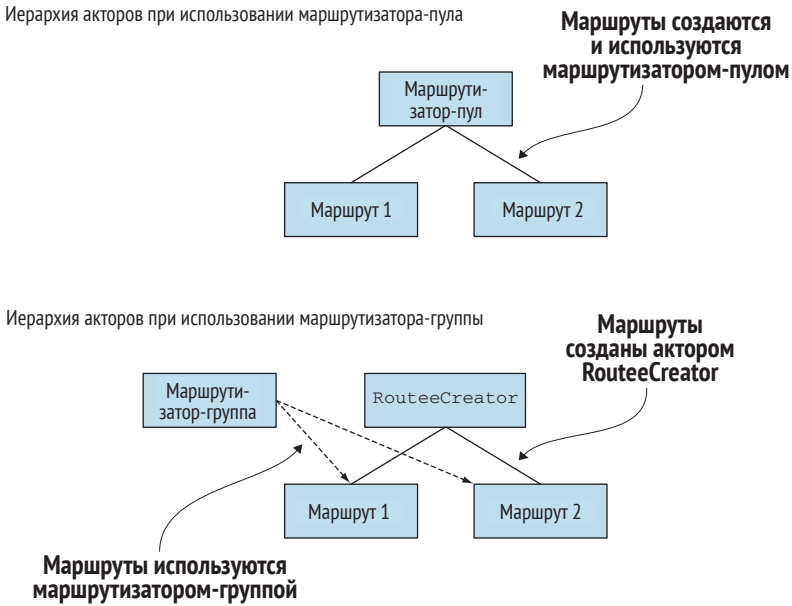 Иерархия акторов при использовании маршрутизатора-пула
Маршруты создаются
и используются
маршрутизатором-пулом
Маршрути-
затор-пул
Маршрут 1
Маршрут 2
Иерархия акторов при использовании маршрутизатора-группы
Маршруты
созданы актором
RouteeCreator
Маршрути-
затор-группа
RouteeCreator
Маршрут 1
Маршрут 2
Маршруты используются
маршрутизатором-группой